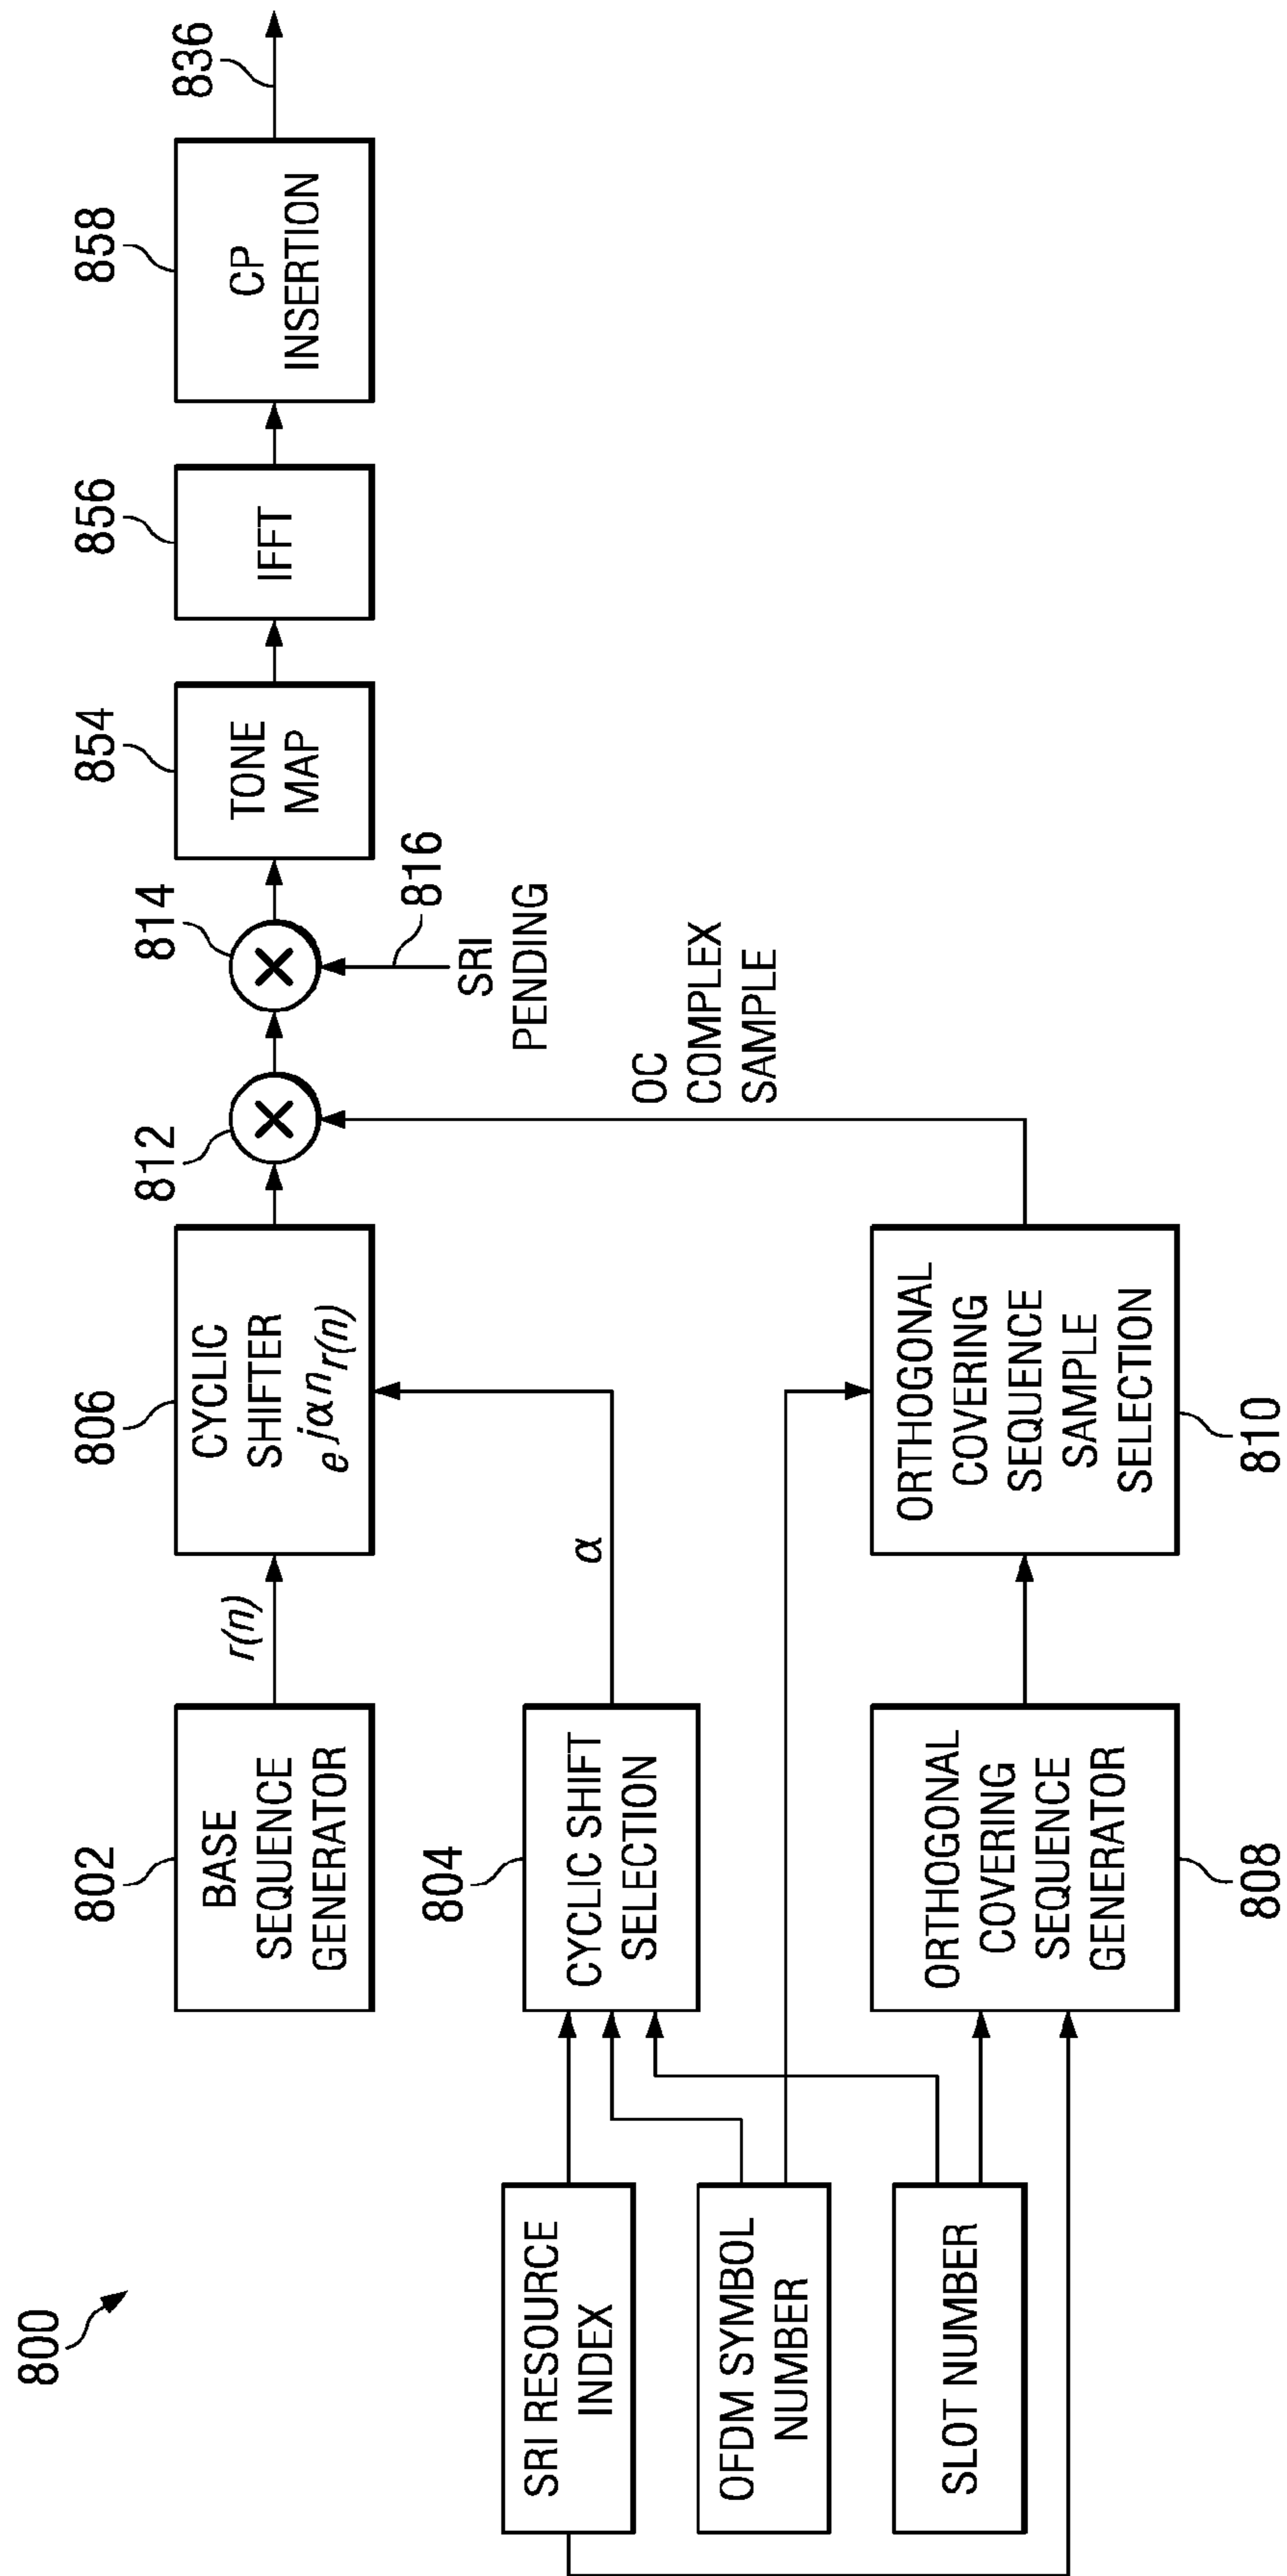 800
802
BASE
SEQUENCE
GENERATOR
r(n)
806
CYCLIC
SHIFTER
e jαn r(n)
812
814
816
SRI
PENDING
854
TONE
MAP
856
IFFT
858
CP
INSERTION
836
SRI RESOURCE
INDEX
804
CYCLIC SHIFT
SELECTION
α
OC
COMPLEX
SAMPLE
OFDM SYMBOL
NUMBER
SLOT NUMBER
ORTHOGONAL
COVERING
SEQUENCE
GENERATOR
808
ORTHOGONAL
COVERING
SEQUENCE
SAMPLE
SELECTION
810